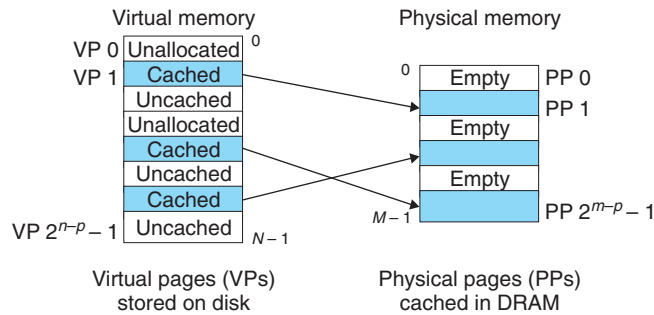 Virtual memory
Physical memory
VP 0 Unallocated 0
VP 1 Cached
Uncached
Unallocated
Cached
Uncached
Cached
VP 2^{n–p} – 1 Uncached
N – 1
0
Empty PP 0
PP 1
Empty
Empty
M – 1
PP 2^{m–p} – 1
Virtual pages (VPs)
stored on disk
Physical pages (PPs)
cached in DRAM